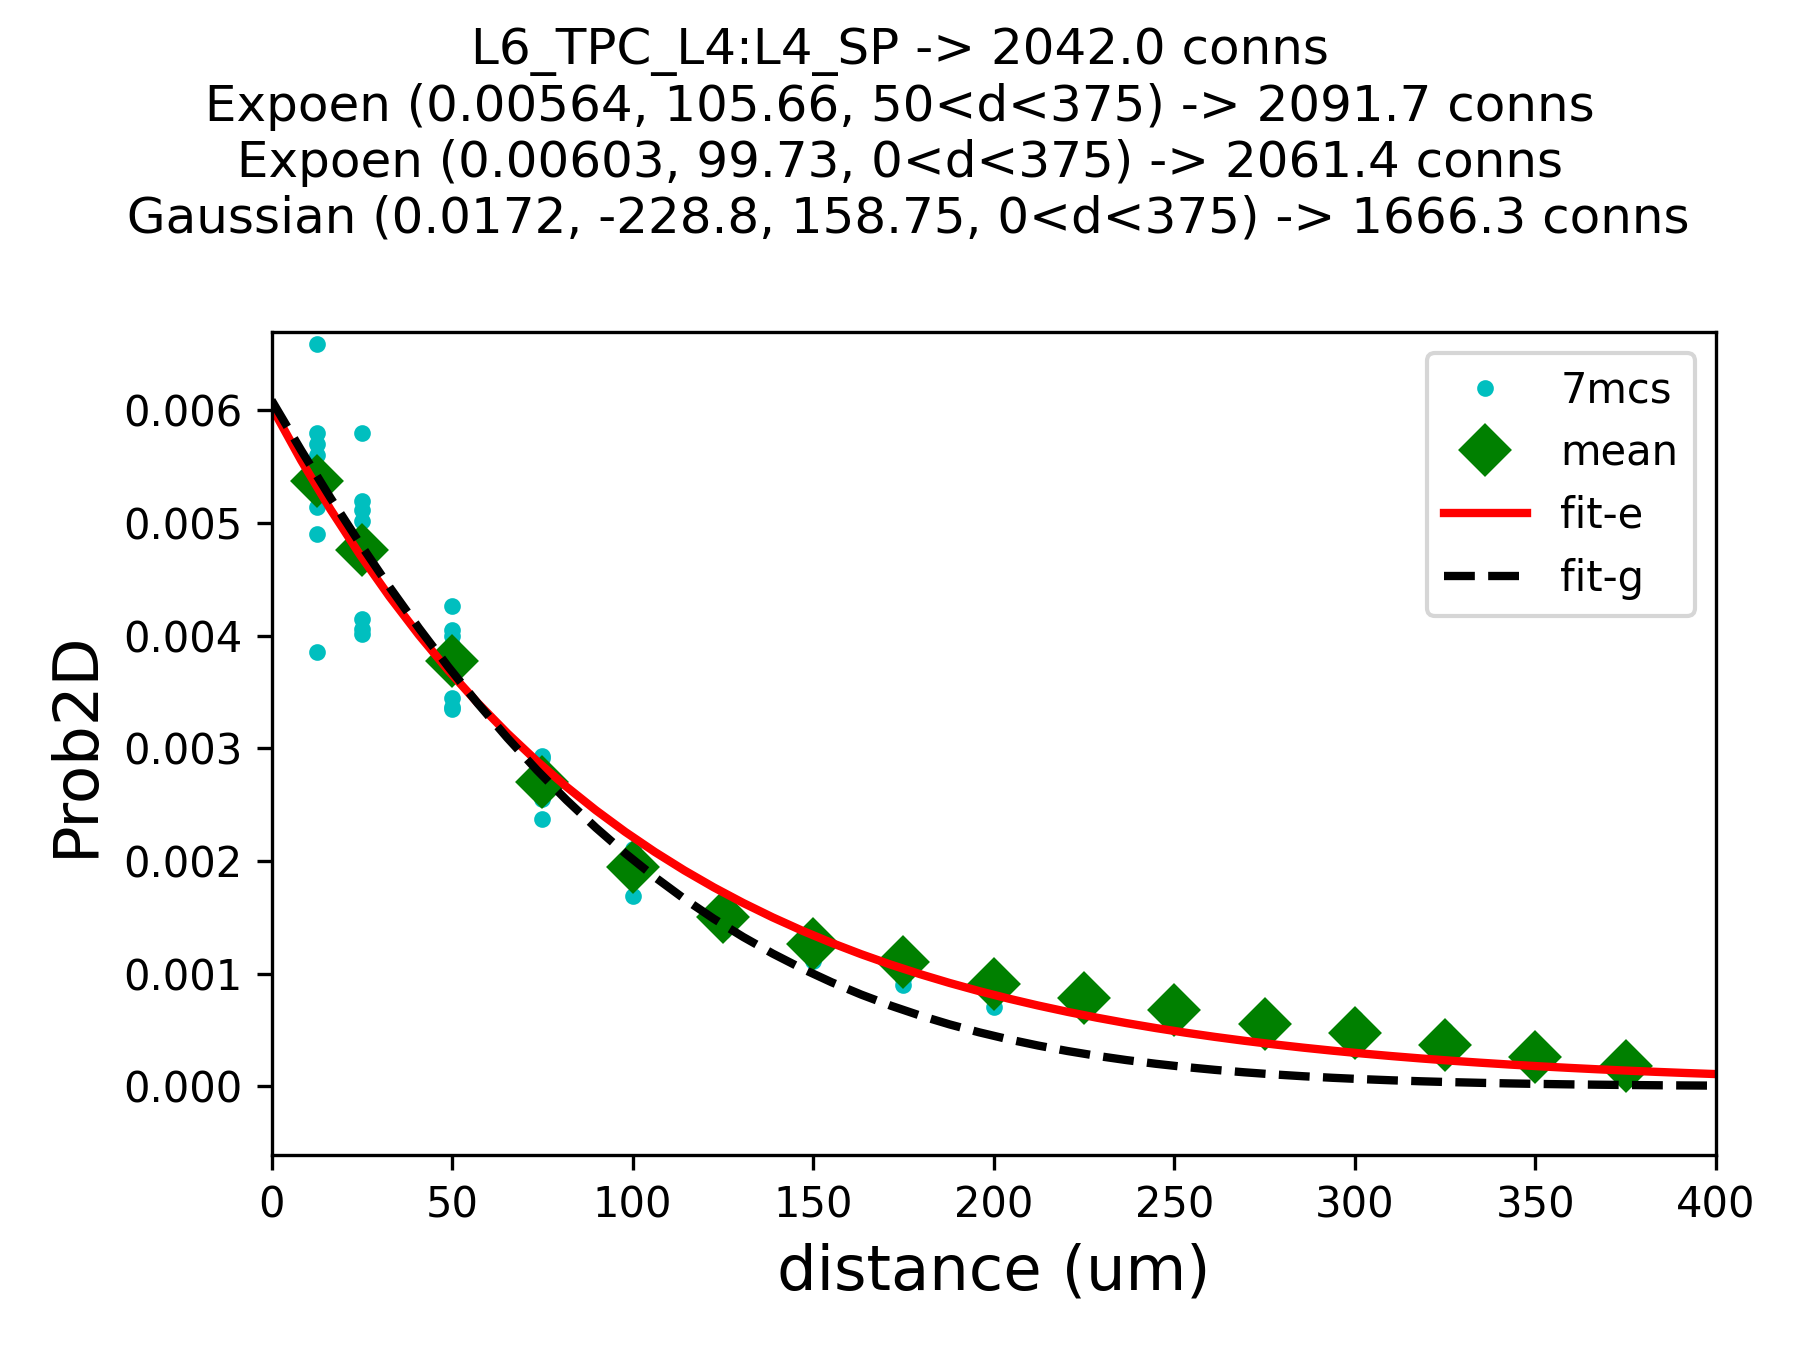 L6_TPC_L4:L4_SP -> 2042.0 conns
Expoen (0.00564, 105.66, 50<d<375) -> 2091.7 conns
Expoen (0.00603, 99.73, 0<d<375) -> 2061.4 conns
Gaussian (0.0172, -228.8, 158.75, 0<d<375) -> 1666.3 conns
7mcs
mean
fit-e
fit-g
Prob2D
0.006
0.005
0.004
0.003
0.002
0.001
0.000
0 50 100 150 200 250 300 350 400
distance (um)